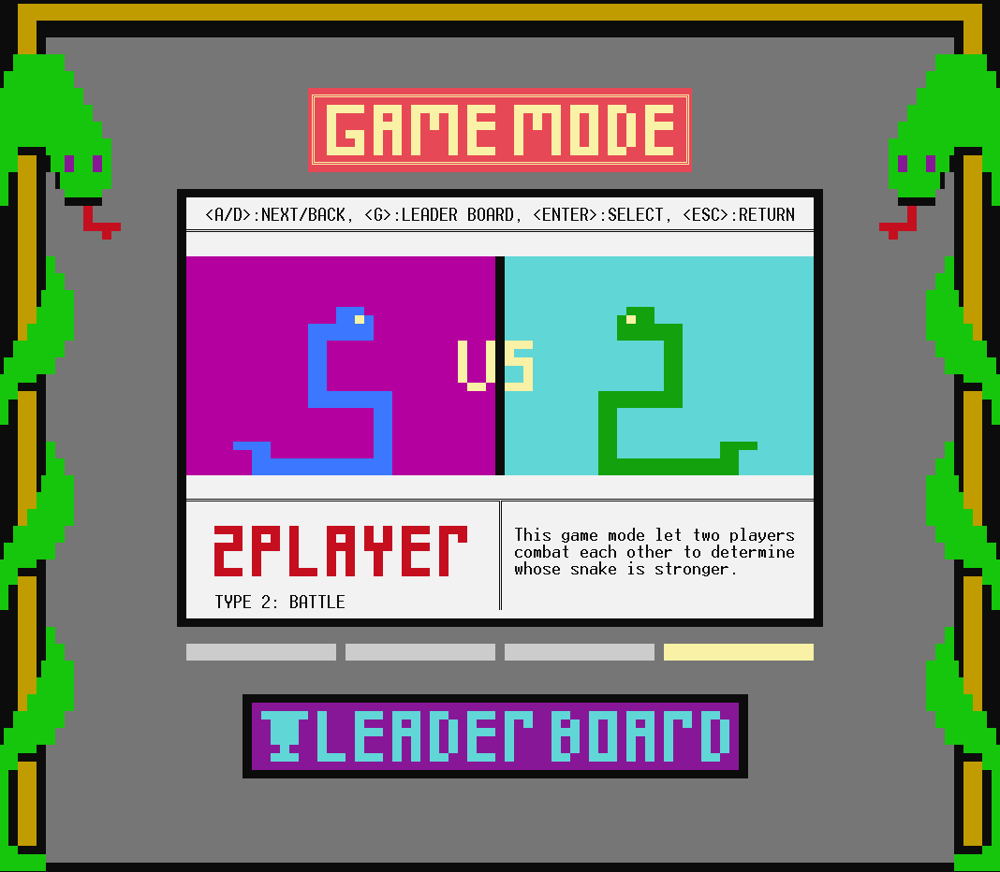 GAME MODE
<A/D>:NEXT/BACK, <G>:LEADER BOARD, <ENTER>:SELECT, <ESC>:RETURN
VS
2PLAYER
TYPE 2: BATTLE
This game mode let two players
combat each other to determine
whose snake is stronger.
LEADER BOARD